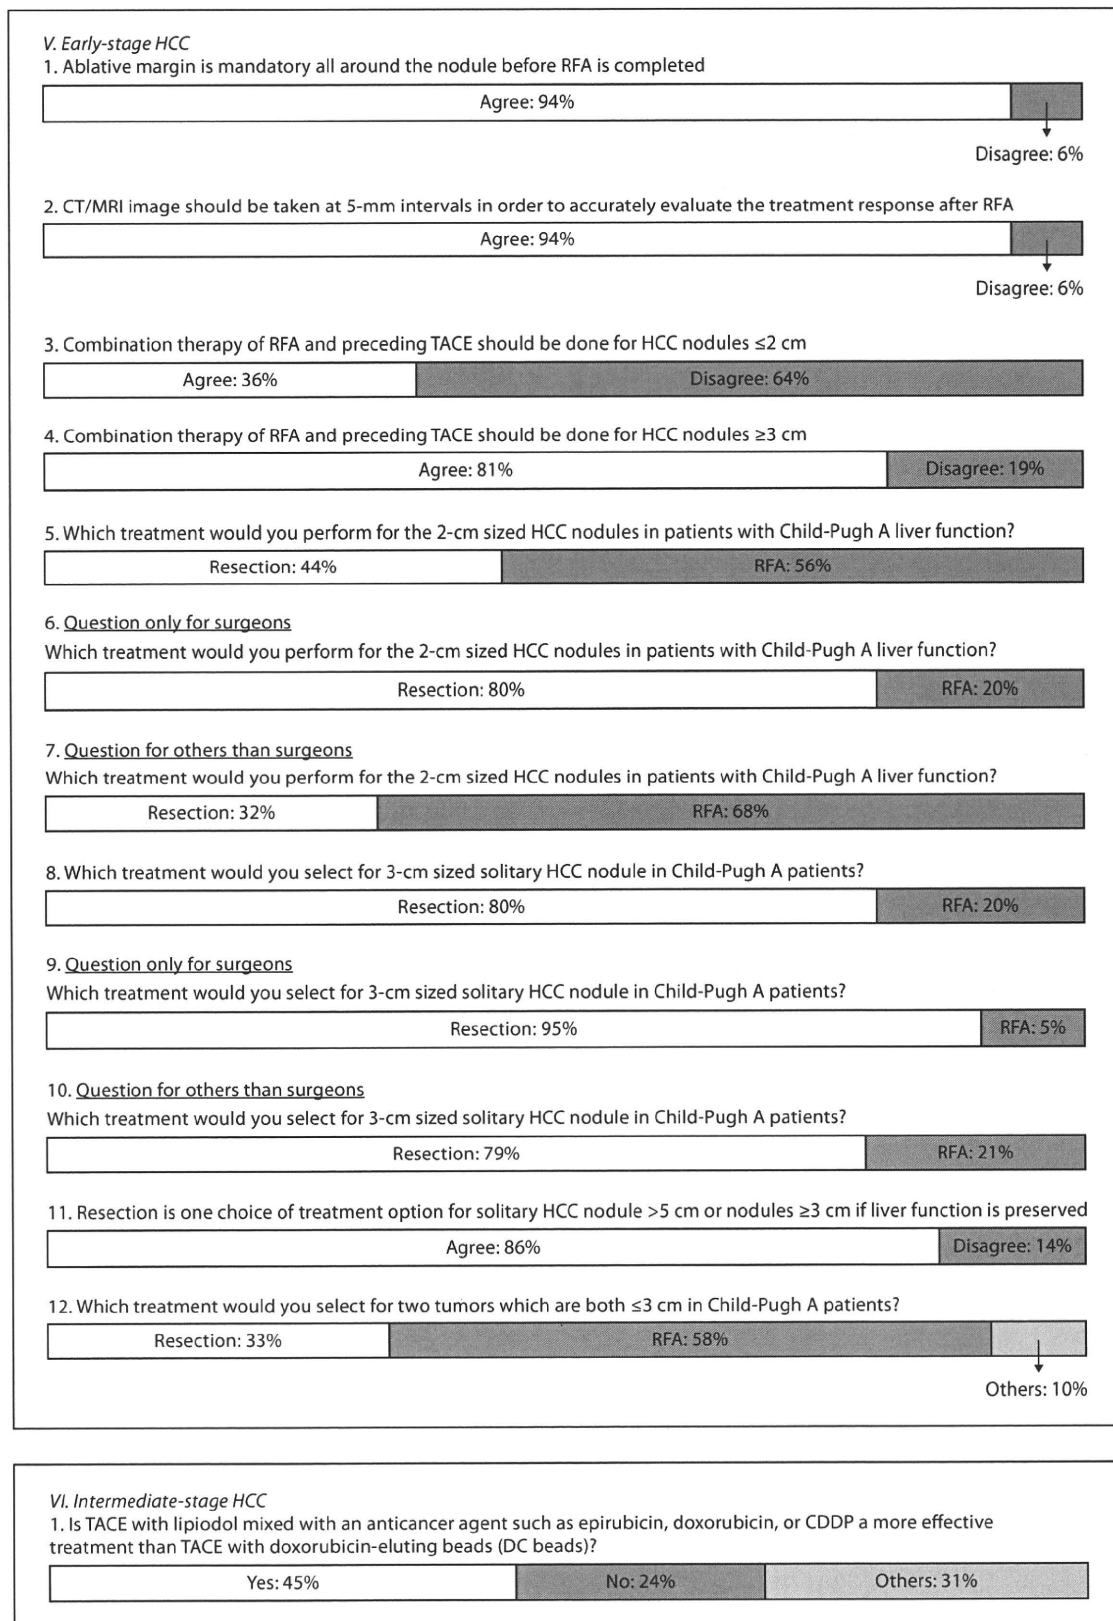 V. Early-stage HCC
1. Ablative margin is mandatory all around the nodule before RFA is completed
Agree: 94%
Disagree: 6%
2. CT/MRI image should be taken at 5-mm intervals in order to accurately evaluate the treatment response after RFA
Agree: 94%
Disagree: 6%
3. Combination therapy of RFA and preceding TACE should be done for HCC nodules ≤2 cm
Agree: 36% Disagree: 64%
4. Combination therapy of RFA and preceding TACE should be done for HCC nodules ≥3 cm
Agree: 81% Disagree: 19%
5. Which treatment would you perform for the 2-cm sized HCC nodules in patients with Child-Pugh A liver function?
Resection: 44% RFA: 56%
6. Question only for surgeons
Which treatment would you perform for the 2-cm sized HCC nodules in patients with Child-Pugh A liver function?
Resection: 80% RFA: 20%
7. Question for others than surgeons
Which treatment would you perform for the 2-cm sized HCC nodules in patients with Child-Pugh A liver function?
Resection: 32% RFA: 68%
8. Which treatment would you select for 3-cm sized solitary HCC nodule in Child-Pugh A patients?
Resection: 80% RFA: 20%
9. Question only for surgeons
Which treatment would you select for 3-cm sized solitary HCC nodule in Child-Pugh A patients?
Resection: 95% RFA: 5%
10. Question for others than surgeons
Which treatment would you select for 3-cm sized solitary HCC nodule in Child-Pugh A patients?
Resection: 79% RFA: 21%
11. Resection is one choice of treatment option for solitary HCC nodule >5 cm or nodules ≥3 cm if liver function is preserved
Agree: 86% Disagree: 14%
12. Which treatment would you select for two tumors which are both ≤3 cm in Child-Pugh A patients?
Resection: 33% RFA: 58%
Others: 10%
VI. Intermediate-stage HCC
1. Is TACE with lipiodol mixed with an anticancer agent such as epirubicin, doxorubicin, or CDDP a more effective
treatment than TACE with doxorubicin-eluting beads (DC beads)?
Yes: 45% No: 24% Others: 31%